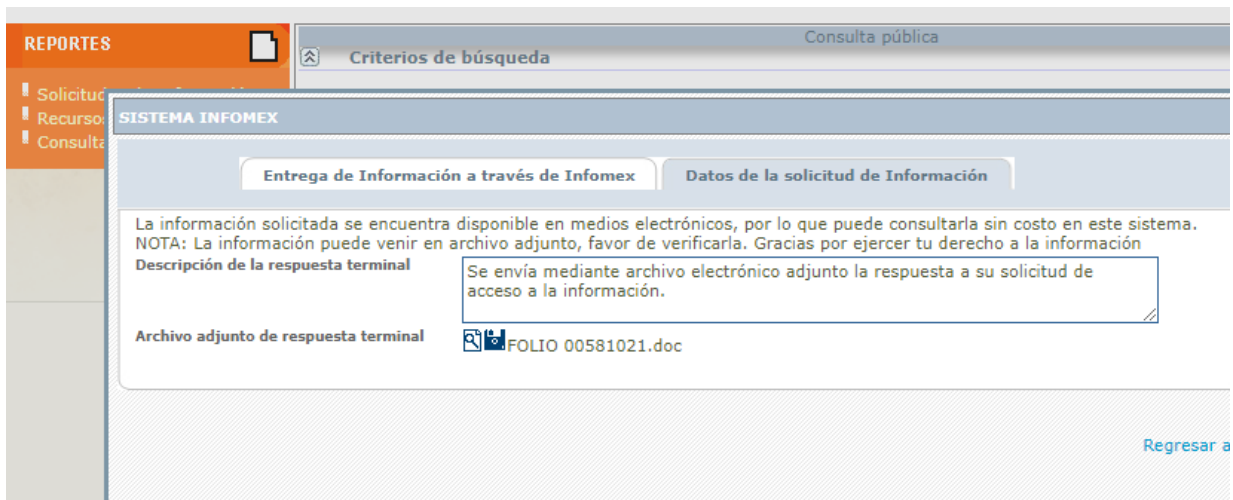 REPORTES
Consulta pública
Criterios de búsqueda
SISTEMA INFOMEX
Consulta
Entrega de Información a través de Infomex
Datos de la solicitud de Información
La información solicitada se encuentra disponible en medios electrónicos, por lo que puede consultarla sin costo en este sistema.
NOTA: La información puede venir en archivo adjunto, favor de verificarla. Gracias por ejercer tu derecho a la información
Descripción de la respuesta terminal
Se envía mediante archivo electrónico adjunto la respuesta a su solicitud de
acceso a la información.
Archivo adjunto de respuesta terminal
FOLIO 00581021.doc
Regresar a